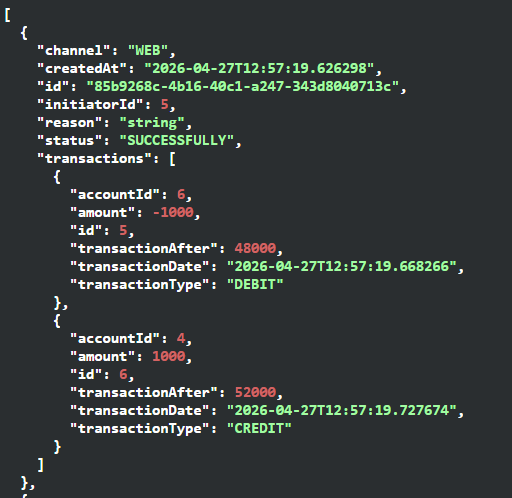 [
  {
    "channel": "WEB",
    "createdAt": "2026-04-27T12:57:19.626298",
    "id": "85b9268c-4b16-40c1-a247-343d8040713c",
    "initiatorId": 5,
    "reason": "string",
    "status": "SUCCESSFULLY",
    "transactions": [
      {
        "accountId": 6,
        "amount": -1000,
        "id": 5,
        "transactionAfter": 48000,
        "transactionDate": "2026-04-27T12:57:19.668266",
        "transactionType": "DEBIT"
      },
      {
        "accountId": 4,
        "amount": 1000,
        "id": 6,
        "transactionAfter": 52000,
        "transactionDate": "2026-04-27T12:57:19.727674",
        "transactionType": "CREDIT"
      }
    ]
  },
  {